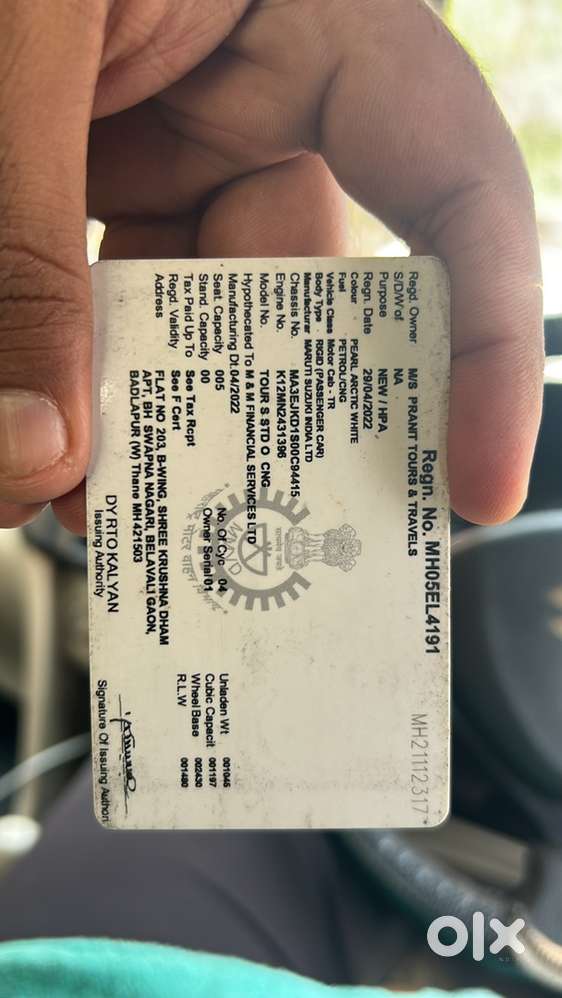 Regn. No. MH05EL4191
MH21112317
Regd. Owner M/S PRANIT TOURS & TRAVELS
S/D/W of NA
Purpose NEW / HPA
Regn. Date 29/04/2022
Colour PEARL ARCTIC WHITE
Fuel PETROL/CNG
Vehicle Class Motor Cab - TR
Body Type RIGID (PASSENGER CAR)
Manufacturer MARUTI SUZUKI INDIA LTD
Chassis No. MA3EJKD1S00C94415
Engine No. K12MN2431396
Model No. TOUR S STD O CNG
Hypothecated To M & M FINANCIAL SERVICES LTD
Manufacturing Dt. 04/2022
Seat. Capacity 005 No. Of Cyc 04 Unladen Wt 001045
Stand. Capacity 00 Owner Serial 01 Cubic Capacit 001197
Tax Paid Up To See Tax Rcpt Wheel Base 002430
Regd. Validity See F Cert R.L.W 001480
Address FLAT NO 203, B-WING, SHREE KRUSHNA DHAM
APT, BH SWAPNA NAGARI, BELAVALI GAON,
BADLAPUR (W) Thane MH 421503
DY RTO KALYAN
Issuing Authority
Signature Of Issuing Authori
olx